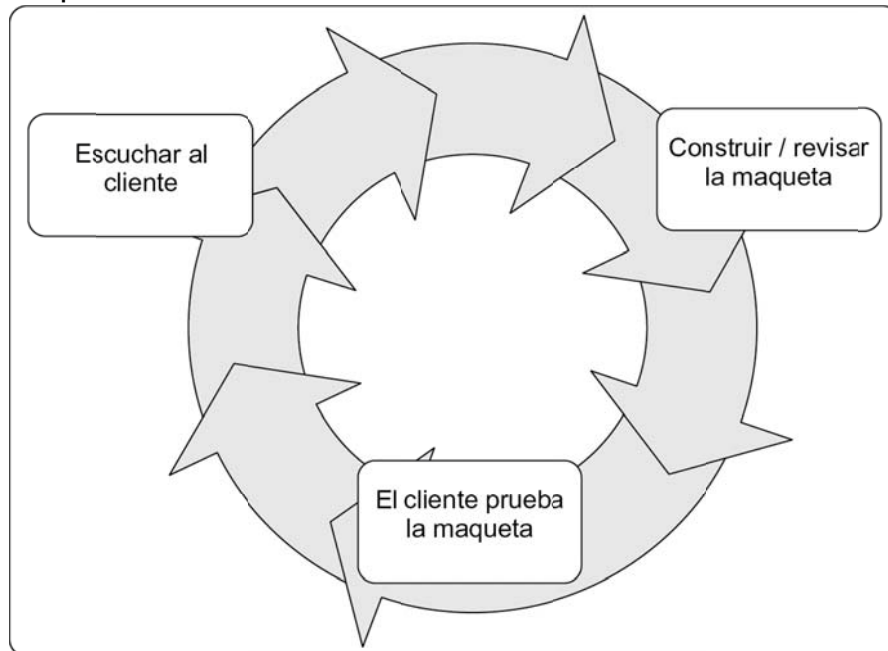 Escuchar al
cliente
Construir / revisar
la maqueta
El cliente prueba
la maqueta